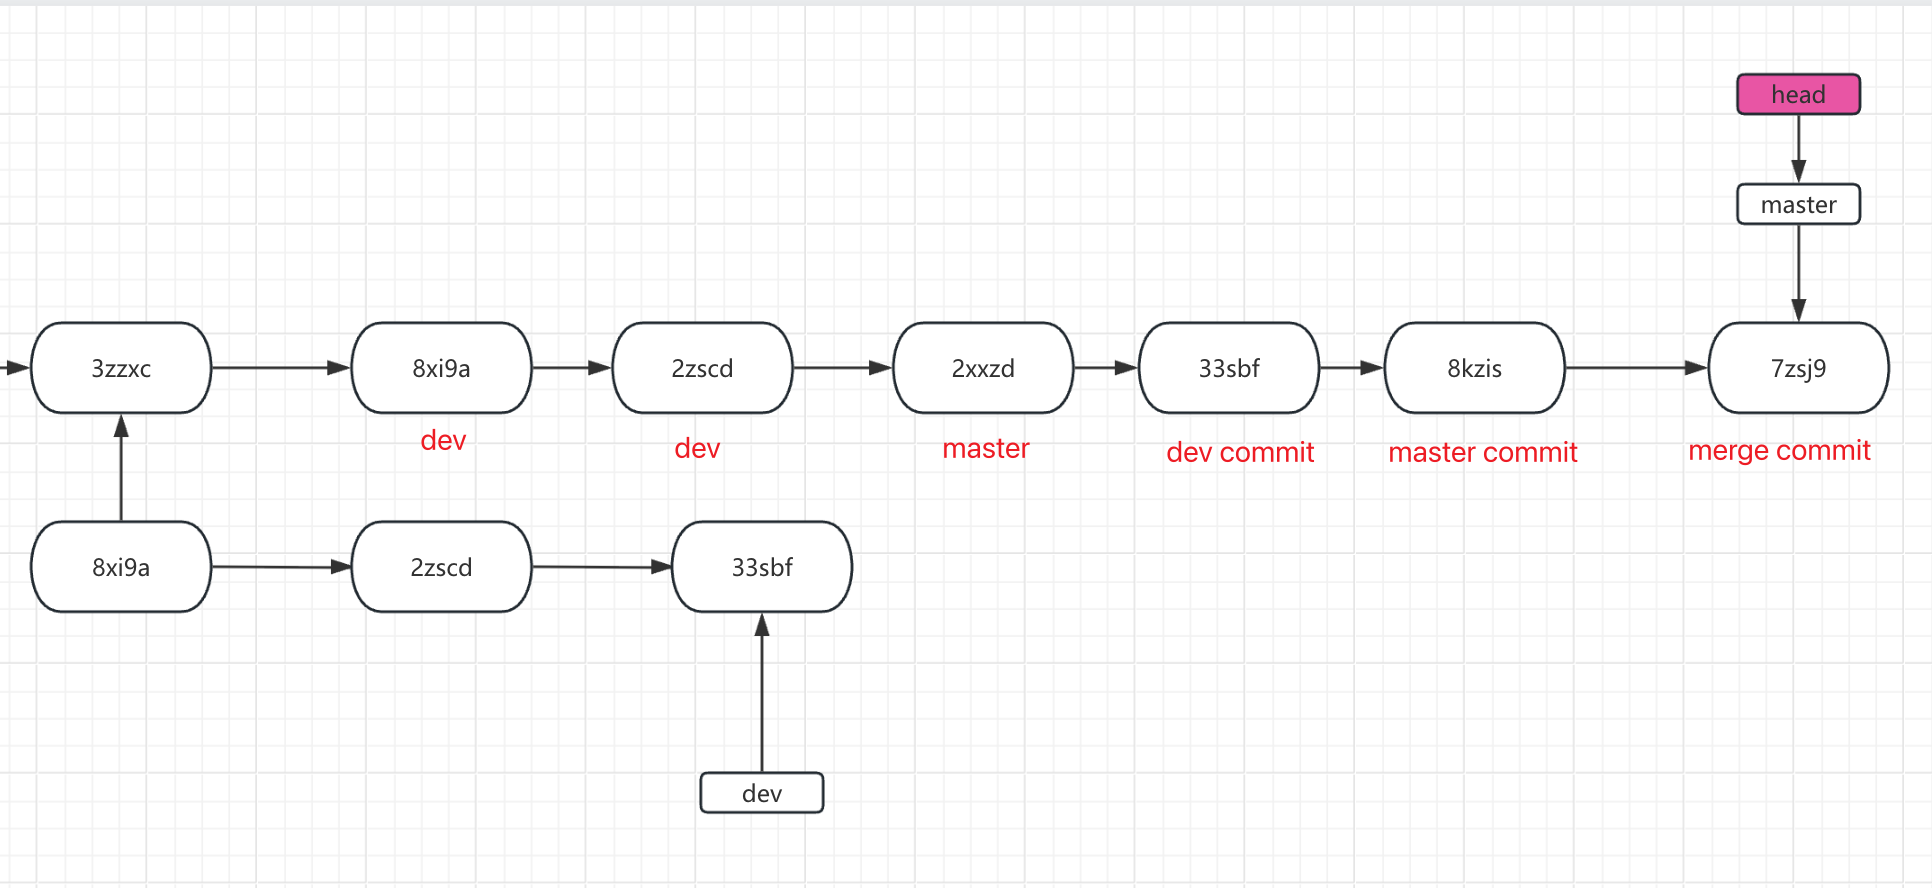 head
master
3zzxc
8xi9a
2zscd
2xxzd
33sbf
8kzis
7zsj9
dev
dev
master
dev commit
master commit
merge commit
8xi9a
2zscd
33sbf
dev